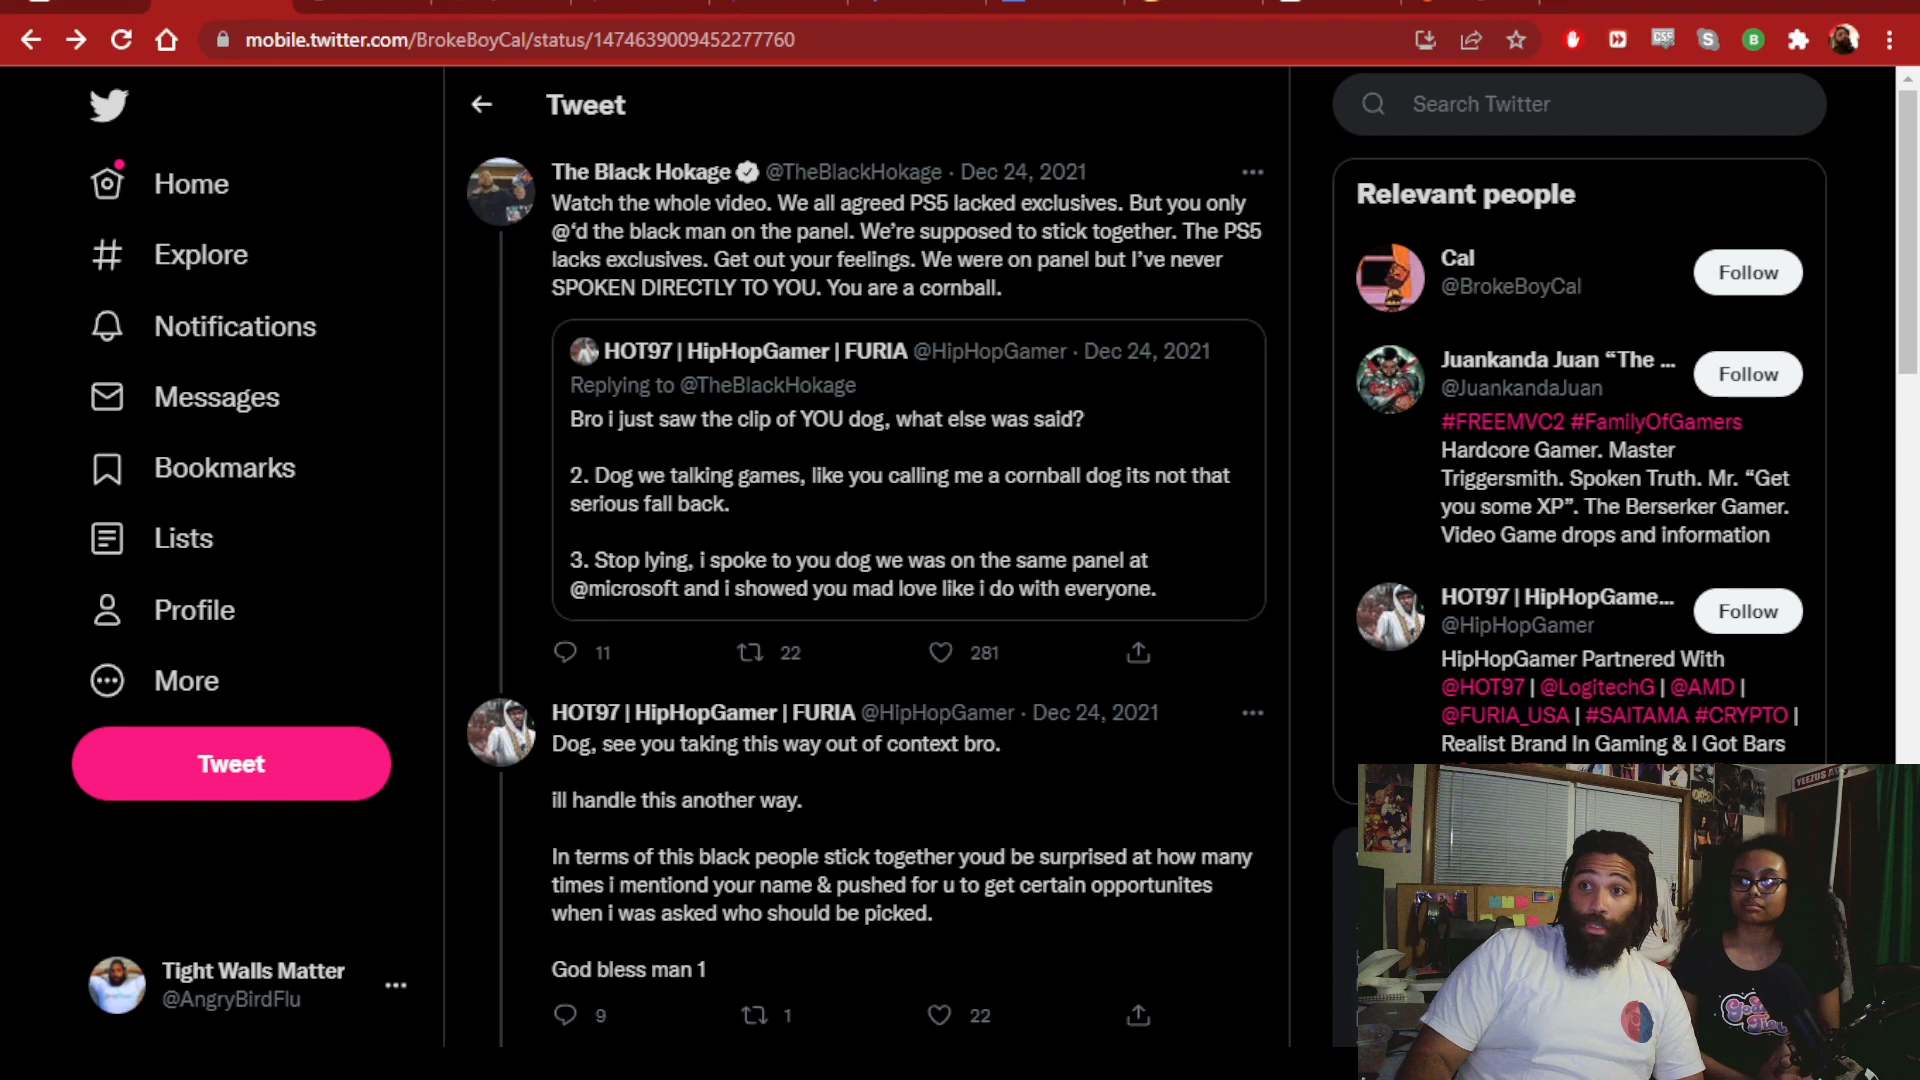 mobile.twitter.com/BrokeBoyCal/status/1474639009452277760
Home
Explore
Notifications
Messages
Bookmarks
Lists
Profile
More
Tweet
Tight Walls Matter
@AngryBirdFlu
Tweet
The Black Hokage @TheBlackHokage · Dec 24, 2021
Watch the whole video. We all agreed PS5 lacked exclusives. But you only
@‘d the black man on the panel. We’re supposed to stick together. The PS5
lacks exclusives. Get out your feelings. We were on panel but I’ve never
SPOKEN DIRECTLY TO YOU. You are a cornball.
HOT97 | HipHopGamer | FURIA @HipHopGamer · Dec 24, 2021
Replying to @TheBlackHokage
Bro i just saw the clip of YOU dog, what else was said?
2. Dog we talking games, like you calling me a cornball dog its not that
serious fall back.
3. Stop lying, i spoke to you dog we was on the same panel at
@microsoft and i showed you mad love like i do with everyone.
11 22 281
HOT97 | HipHopGamer | FURIA @HipHopGamer · Dec 24, 2021
Dog, see you taking this way out of context bro.
ill handle this another way.
In terms of this black people stick together youd be surprised at how many
times i mentiond your name & pushed for u to get certain opportunites
when i was asked who should be picked.
God bless man 1
9 1 22
Search Twitter
Relevant people
Cal
@BrokeBoyCal
Follow
Juankanda Juan “The ...
@JuankandaJuan
Follow
#FREEMVC2 #FamilyOfGamers
Hardcore Gamer. Master
Triggersmith. Spoken Truth. Mr. “Get
you some XP”. The Berserker Gamer.
Video Game drops and information
HOT97 | HipHopGame...
@HipHopGamer
Follow
HipHopGamer Partnered With
@HOT97 | @LogitechG | @AMD |
@FURIA_USA | #SAITAMA #CRYPTO |
Realist Brand In Gaming & I Got Bars